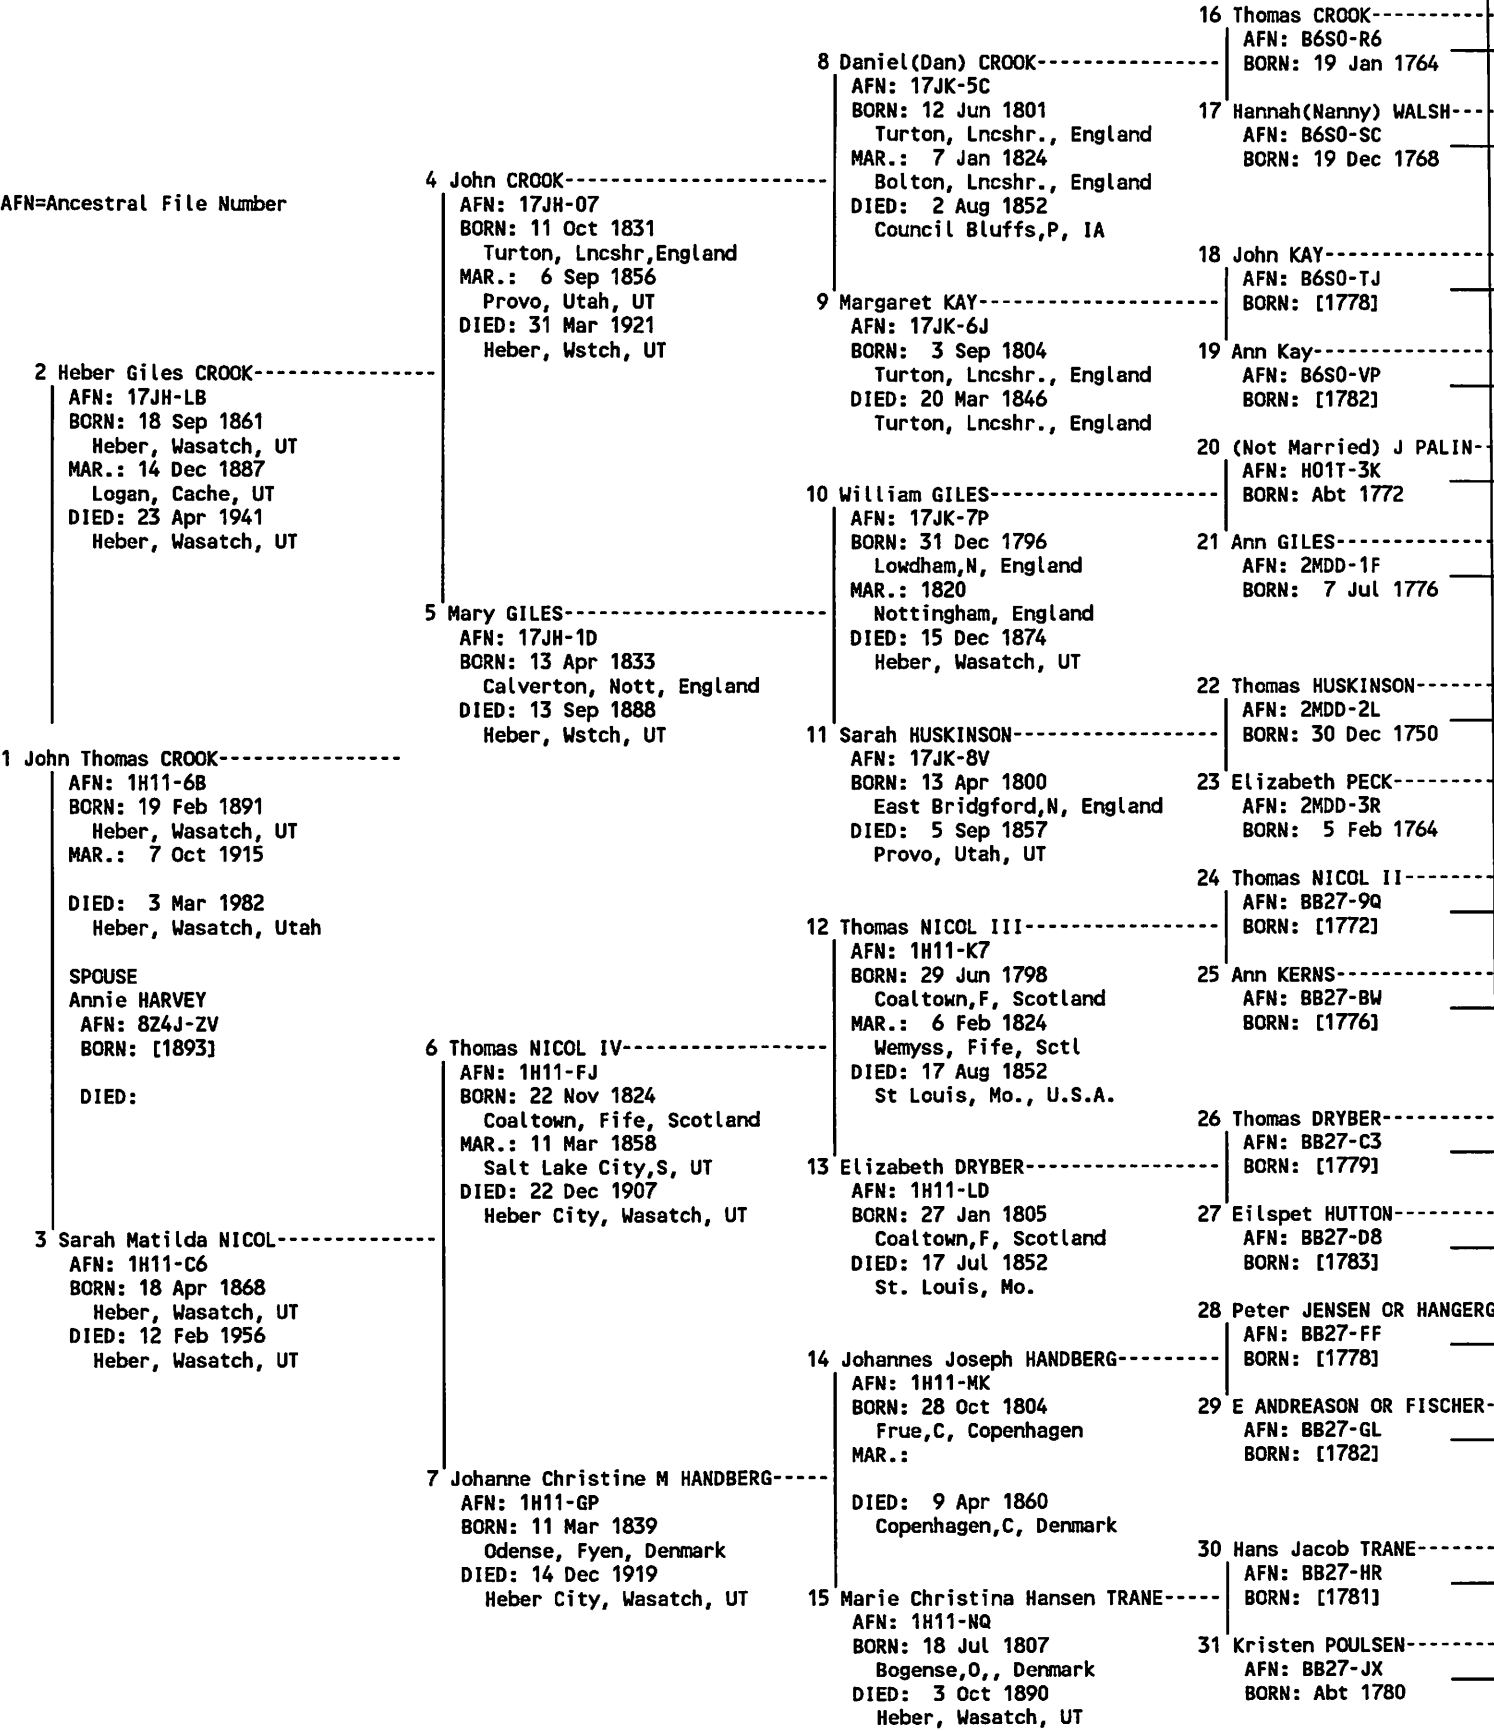 AFN=Ancestral File Number
1 John Thomas CROOK----------------
AFN: 1H11-6B
BORN: 19 Feb 1891
Heber, Wasatch, UT
MAR.: 7 Oct 1915
DIED: 3 Mar 1982
Heber, Wasatch, Utah
SPOUSE
Annie HARVEY
AFN: 8Z4J-ZV
BORN: [1893]
DIED:
2 Heber Giles CROOK----------------
AFN: 17JH-LB
BORN: 18 Sep 1861
Heber, Wasatch, UT
MAR.: 14 Dec 1887
Logan, Cache, UT
DIED: 23 Apr 1941
Heber, Wasatch, UT
3 Sarah Matilda NICOL--------------
AFN: 1H11-C6
BORN: 18 Apr 1868
Heber, Wasatch, UT
DIED: 12 Feb 1956
Heber, Wasatch, UT
4 John CROOK-----------------------
AFN: 17JH-07
BORN: 11 Oct 1831
Turton, Lncshr,England
MAR.: 6 Sep 1856
Provo, Utah, UT
DIED: 31 Mar 1921
Heber, Wstch, UT
5 Mary GILES-----------------------
AFN: 17JH-1D
BORN: 13 Apr 1833
Calverton, Nott, England
DIED: 13 Sep 1888
Heber, Wstch, UT
6 Thomas NICOL IV------------------
AFN: 1H11-FJ
BORN: 22 Nov 1824
Coaltown, Fife, Scotland
MAR.: 11 Mar 1858
Salt Lake City,S, UT
DIED: 22 Dec 1907
Heber City, Wasatch, UT
7 Johanne Christine M HANDBERG-----
AFN: 1H11-GP
BORN: 11 Mar 1839
Odense, Fyen, Denmark
DIED: 14 Dec 1919
Heber City, Wasatch, UT
8 Daniel(Dan) CROOK----------------
AFN: 17JK-5C
BORN: 12 Jun 1801
Turton, Lncshr., England
MAR.: 7 Jan 1824
Bolton, Lncshr., England
DIED: 2 Aug 1852
Council Bluffs,P, IA
9 Margaret KAY---------------------
AFN: 17JK-6J
BORN: 3 Sep 1804
Turton, Lncshr., England
DIED: 20 Mar 1846
Turton, Lncshr., England
10 William GILES--------------------
AFN: 17JK-7P
BORN: 31 Dec 1796
Lowdham,N, England
MAR.: 1820
Nottingham, England
DIED: 15 Dec 1874
Heber, Wasatch, UT
11 Sarah HUSKINSON------------------
AFN: 17JK-8V
BORN: 13 Apr 1800
East Bridgford,N, England
DIED: 5 Sep 1857
Provo, Utah, UT
12 Thomas NICOL III-----------------
AFN: 1H11-K7
BORN: 29 Jun 1798
Coaltown,F, Scotland
MAR.: 6 Feb 1824
Wemyss, Fife, Sctl
DIED: 17 Aug 1852
St Louis, Mo., U.S.A.
13 Elizabeth DRYBER-----------------
AFN: 1H11-LD
BORN: 27 Jan 1805
Coaltown,F, Scotland
DIED: 17 Jul 1852
St. Louis, Mo.
14 Johannes Joseph HANDBERG---------
AFN: 1H11-MK
BORN: 28 Oct 1804
Frue,C, Copenhagen
MAR.:
DIED: 9 Apr 1860
Copenhagen,C, Denmark
15 Marie Christina Hansen TRANE-----
AFN: 1H11-NQ
BORN: 18 Jul 1807
Bogense,O,, Denmark
DIED: 3 Oct 1890
Heber, Wasatch, UT
16 Thomas CROOK-----------
AFN: B6S0-R6
BORN: 19 Jan 1764
17 Hannah(Nanny) WALSH----
AFN: B6S0-SC
BORN: 19 Dec 1768
18 John KAY---------------
AFN: B6S0-TJ
BORN: [1778]
19 Ann Kay----------------
AFN: B6S0-VP
BORN: [1782]
20 (Not Married) J PALIN--
AFN: H01T-3K
BORN: Abt 1772
21 Ann GILES--------------
AFN: 2MDD-1F
BORN: 7 Jul 1776
22 Thomas HUSKINSON-------
AFN: 2MDD-2L
BORN: 30 Dec 1750
23 Elizabeth PECK---------
AFN: 2MDD-3R
BORN: 5 Feb 1764
24 Thomas NICOL II--------
AFN: BB27-9Q
BORN: [1772]
25 Ann KERNS--------------
AFN: BB27-BW
BORN: [1776]
26 Thomas DRYBER----------
AFN: BB27-C3
BORN: [1779]
27 Eilspet HUTTON---------
AFN: BB27-D8
BORN: [1783]
28 Peter JENSEN OR HANGERG
AFN: BB27-FF
BORN: [1778]
29 E ANDREASON OR FISCHER-
AFN: BB27-GL
BORN: [1782]
30 Hans Jacob TRANE-------
AFN: BB27-HR
BORN: [1781]
31 Kristen POULSEN--------
AFN: BB27-JX
BORN: Abt 1780